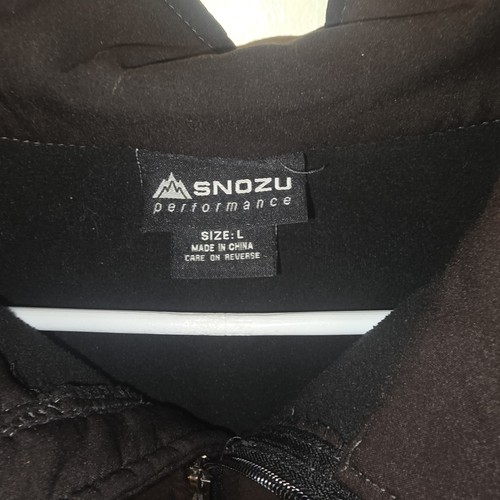 SNOZU
performance
SIZE: L
MADE IN CHINA
CARE ON REVERSE